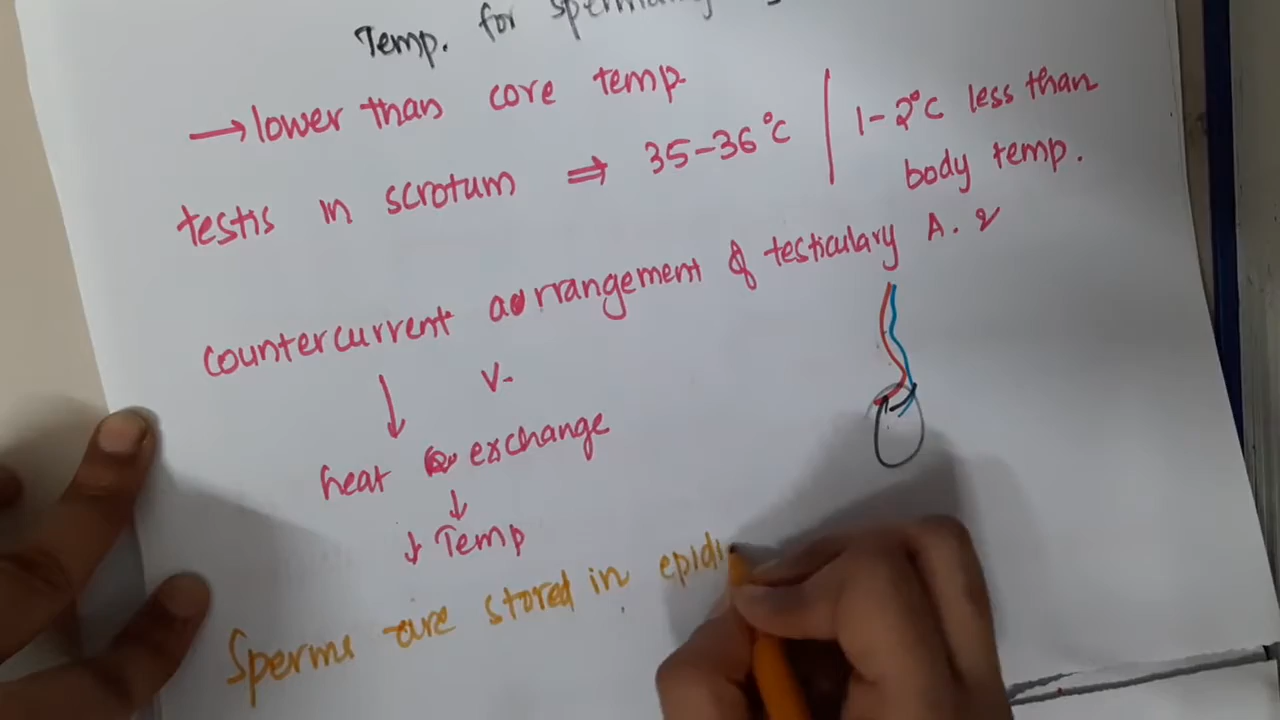 Temp. for
→ lower than core temp
testis in scrotum ⇒ 35-36°C | 1-2°C less than body temp.
countercurrent arrangement of testiculary A. &
V.
↓
heat exchange
↓
↓ Temp
Sperms are stored in epidi